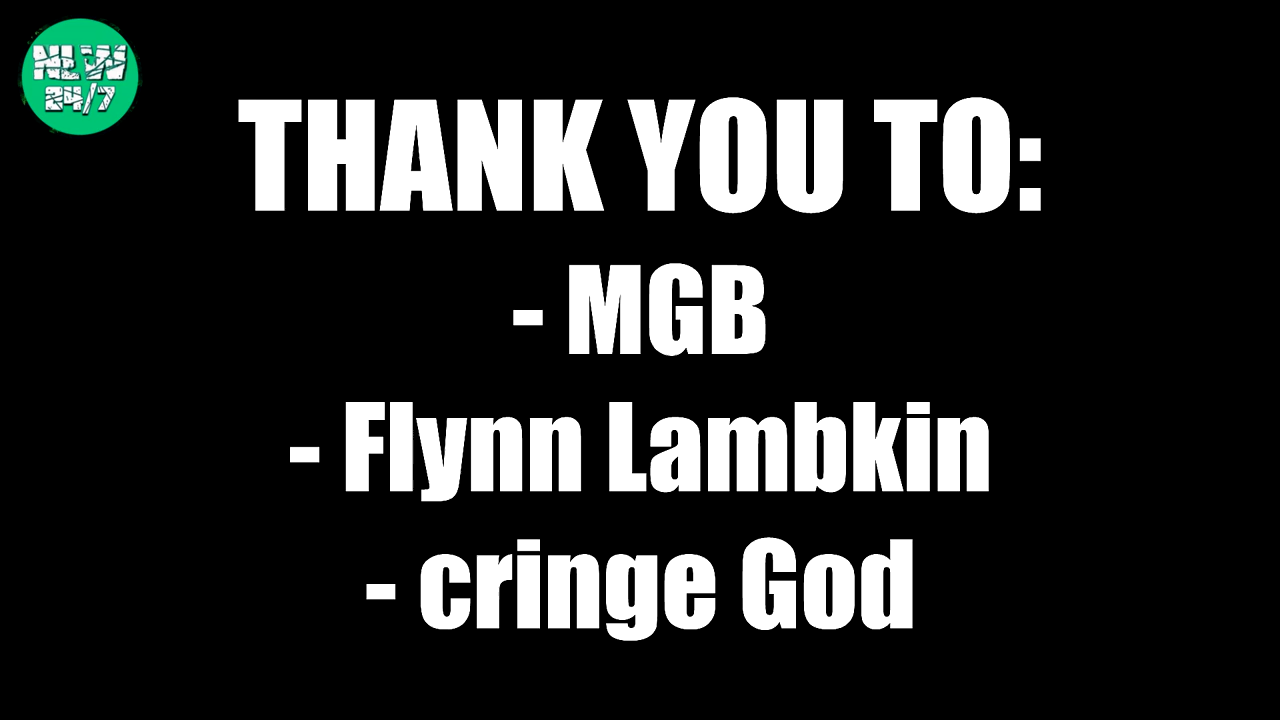 NLW
24/7
THANK YOU TO:
- MGB
- Flynn Lambkin
- cringe God